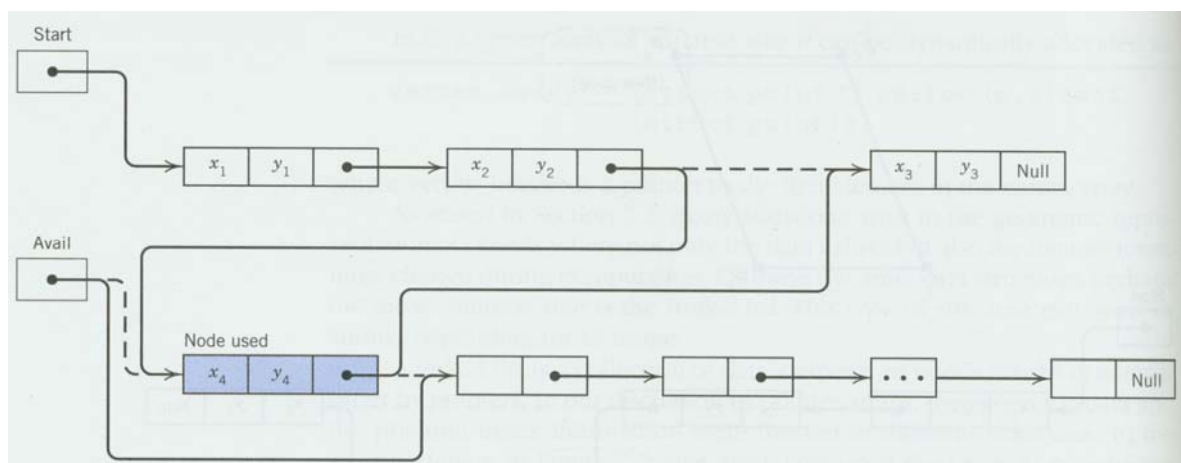 Start
x₁ y₁ x₂ y₂ x₃ y₃ Null
Avail
Node used
x₄ y₄ • • • Null